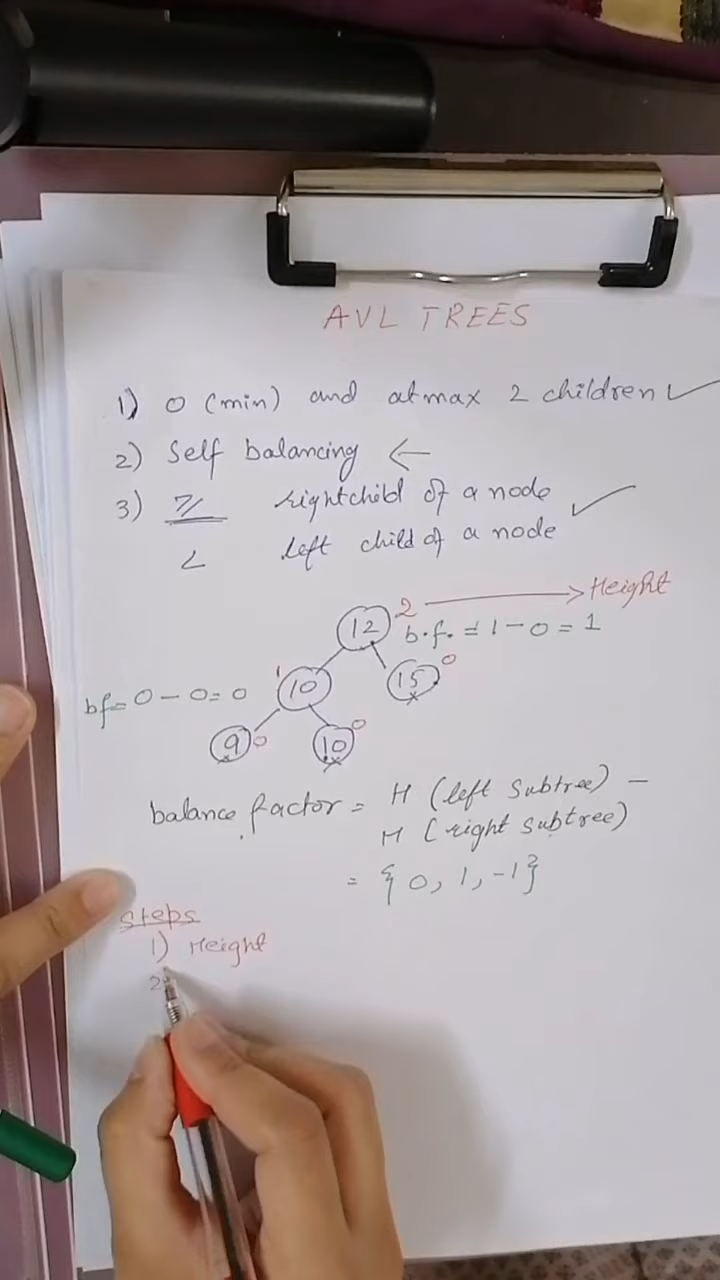 AVL TREES
1) 0 (min) and atmax 2 children ✓
2) Self balancing ←
3) ≥ rightchild of a node ✓
< left child of a node
12 2 → Height
b.f. = 1 - 0 = 1
bf = 0 - 0 = 0 1 10 15 0
9 0 10 0
balance factor = H (left subtree) -
H (right subtree)
= {0, 1, -1}
Steps
1) Height
2)